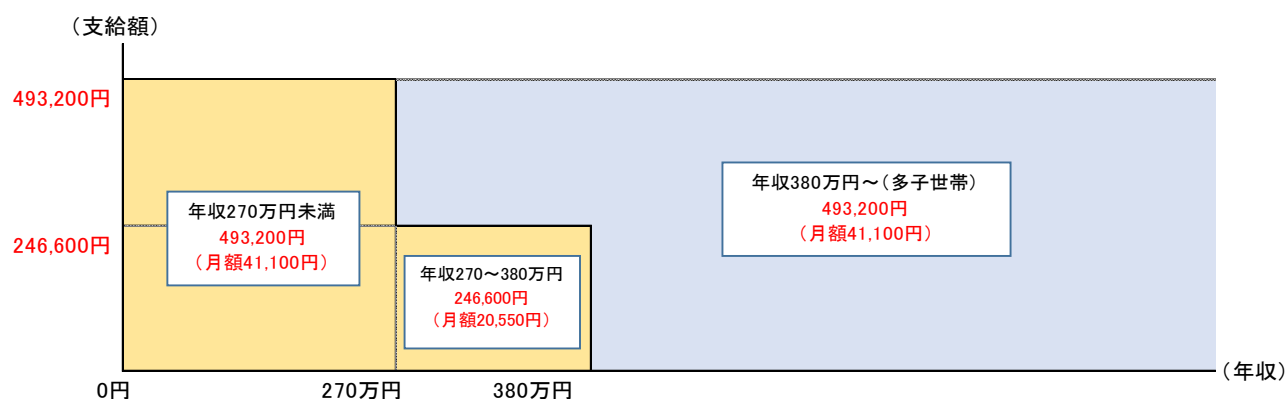 （支給額）
493,200円
246,600円
年収270万円未満
493,200円
（月額41,100円）
年収270～380万円
246,600円
（月額20,550円）
年収380万円～（多子世帯）
493,200円
（月額41,100円）
0円
270万円
380万円
（年収）